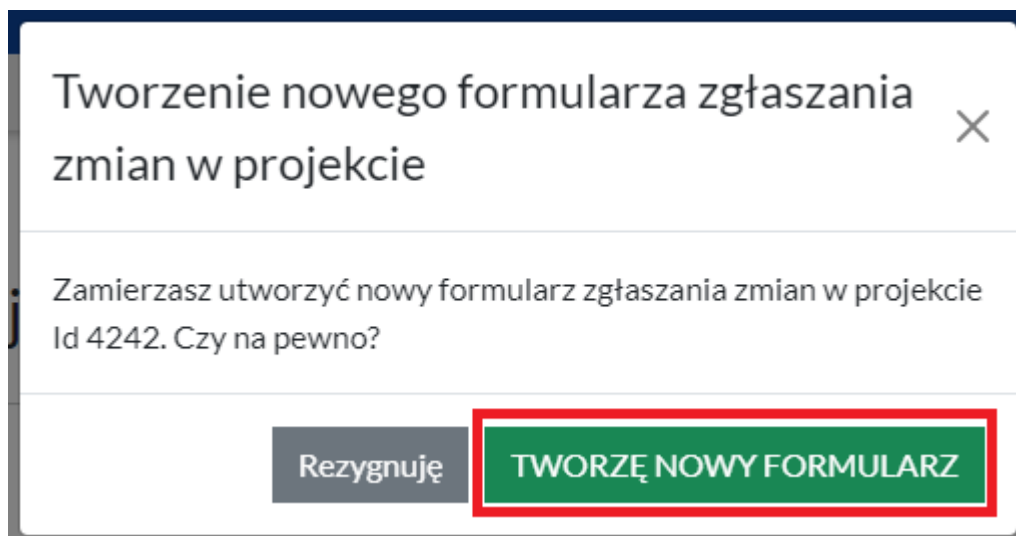 Tworzenie nowego formularza zgłaszania
zmian w projekcie
Zamierzasz utworzyć nowy formularz zgłaszania zmian w projekcie
Id 4242. Czy na pewno?
Rezygnuję
TWORZĘ NOWY FORMULARZ